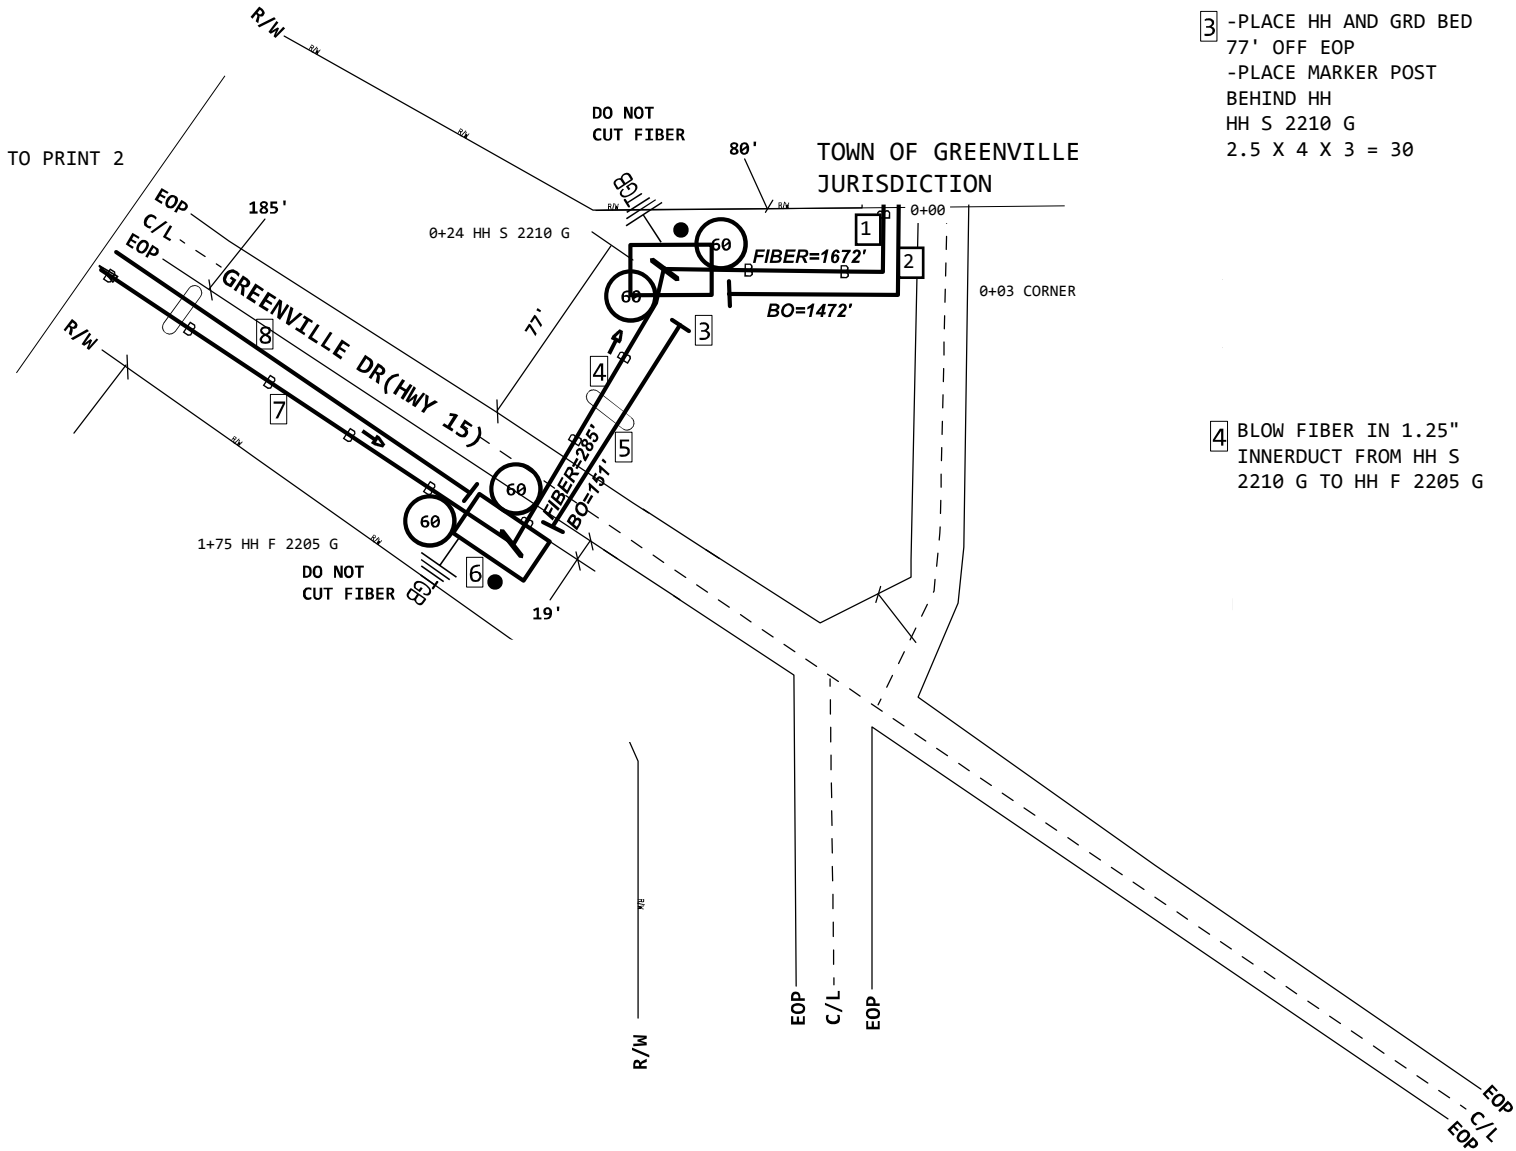 R/W
R/W
R/W
3
-PLACE HH AND GRD BED
77' OFF EOP
-PLACE MARKER POST
BEHIND HH
HH S 2210 G
2.5 X 4 X 3 = 30
DO NOT
CUT FIBER
TO PRINT 2
80'
TOWN OF GREENVILLE
JURISDICTION
TGB
EOP
C/L
EOP
185'
R/W
R/W
0+00
0+24 HH S 2210 G
1
60
FIBER=1672'
B
B
B
2
BO=1472'
0+03 CORNER
60
77'
3
B
GREENVILLE DR(HWY 15)
B
B
8
R/W
4
B
7
B
B
5
FIBER=285'
BO=151'
4
BLOW FIBER IN 1.25"
INNERDUCT FROM HH S
2210 G TO HH F 2205 G
R/W
B
B
60
60
B
R/W
1+75 HH F 2205 G
6
DO NOT
CUT FIBER
TGB
19'
R/W
EOP
C/L
EOP
R/W
EOP
C/L
EOP